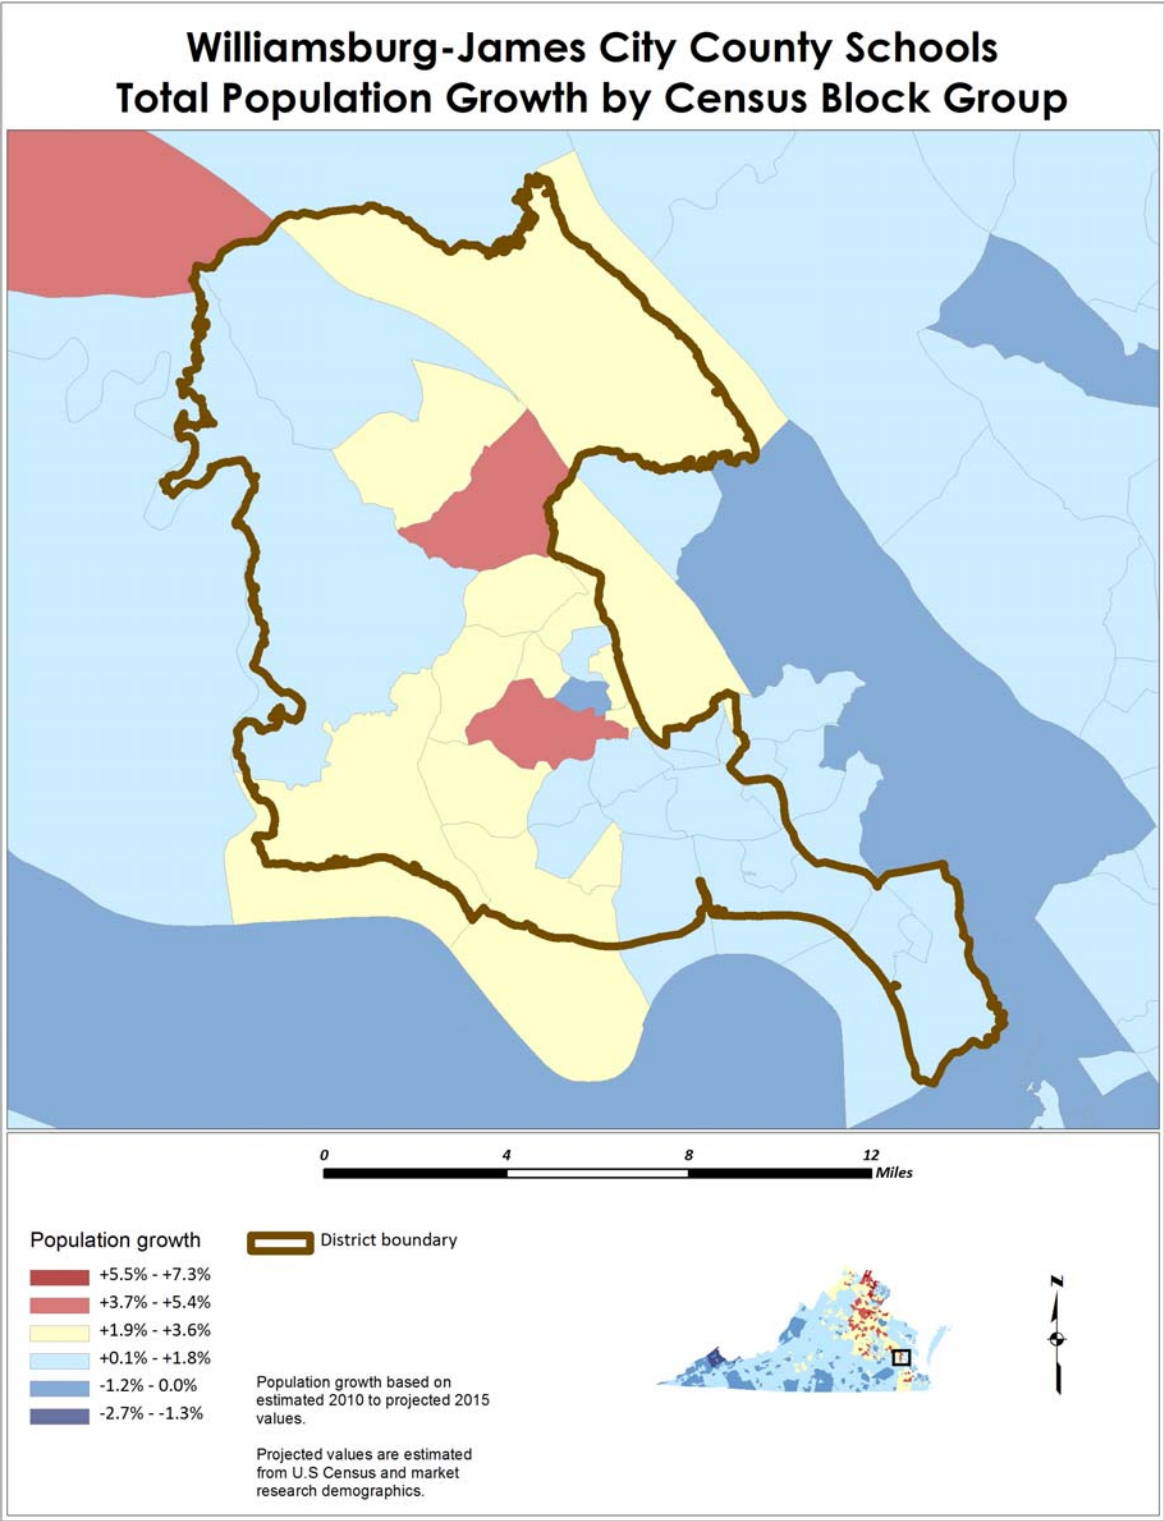 Williamsburg-James City County Schools
Total Population Growth by Census Block Group
0 4 8 12
Miles
Population growth
+5.5% - +7.3%
+3.7% - +5.4%
+1.9% - +3.6%
+0.1% - +1.8%
-1.2% - 0.0%
-2.7% - -1.3%
District boundary
Population growth based on
estimated 2010 to projected 2015
values.
Projected values are estimated
from U.S Census and market
research demographics.
N